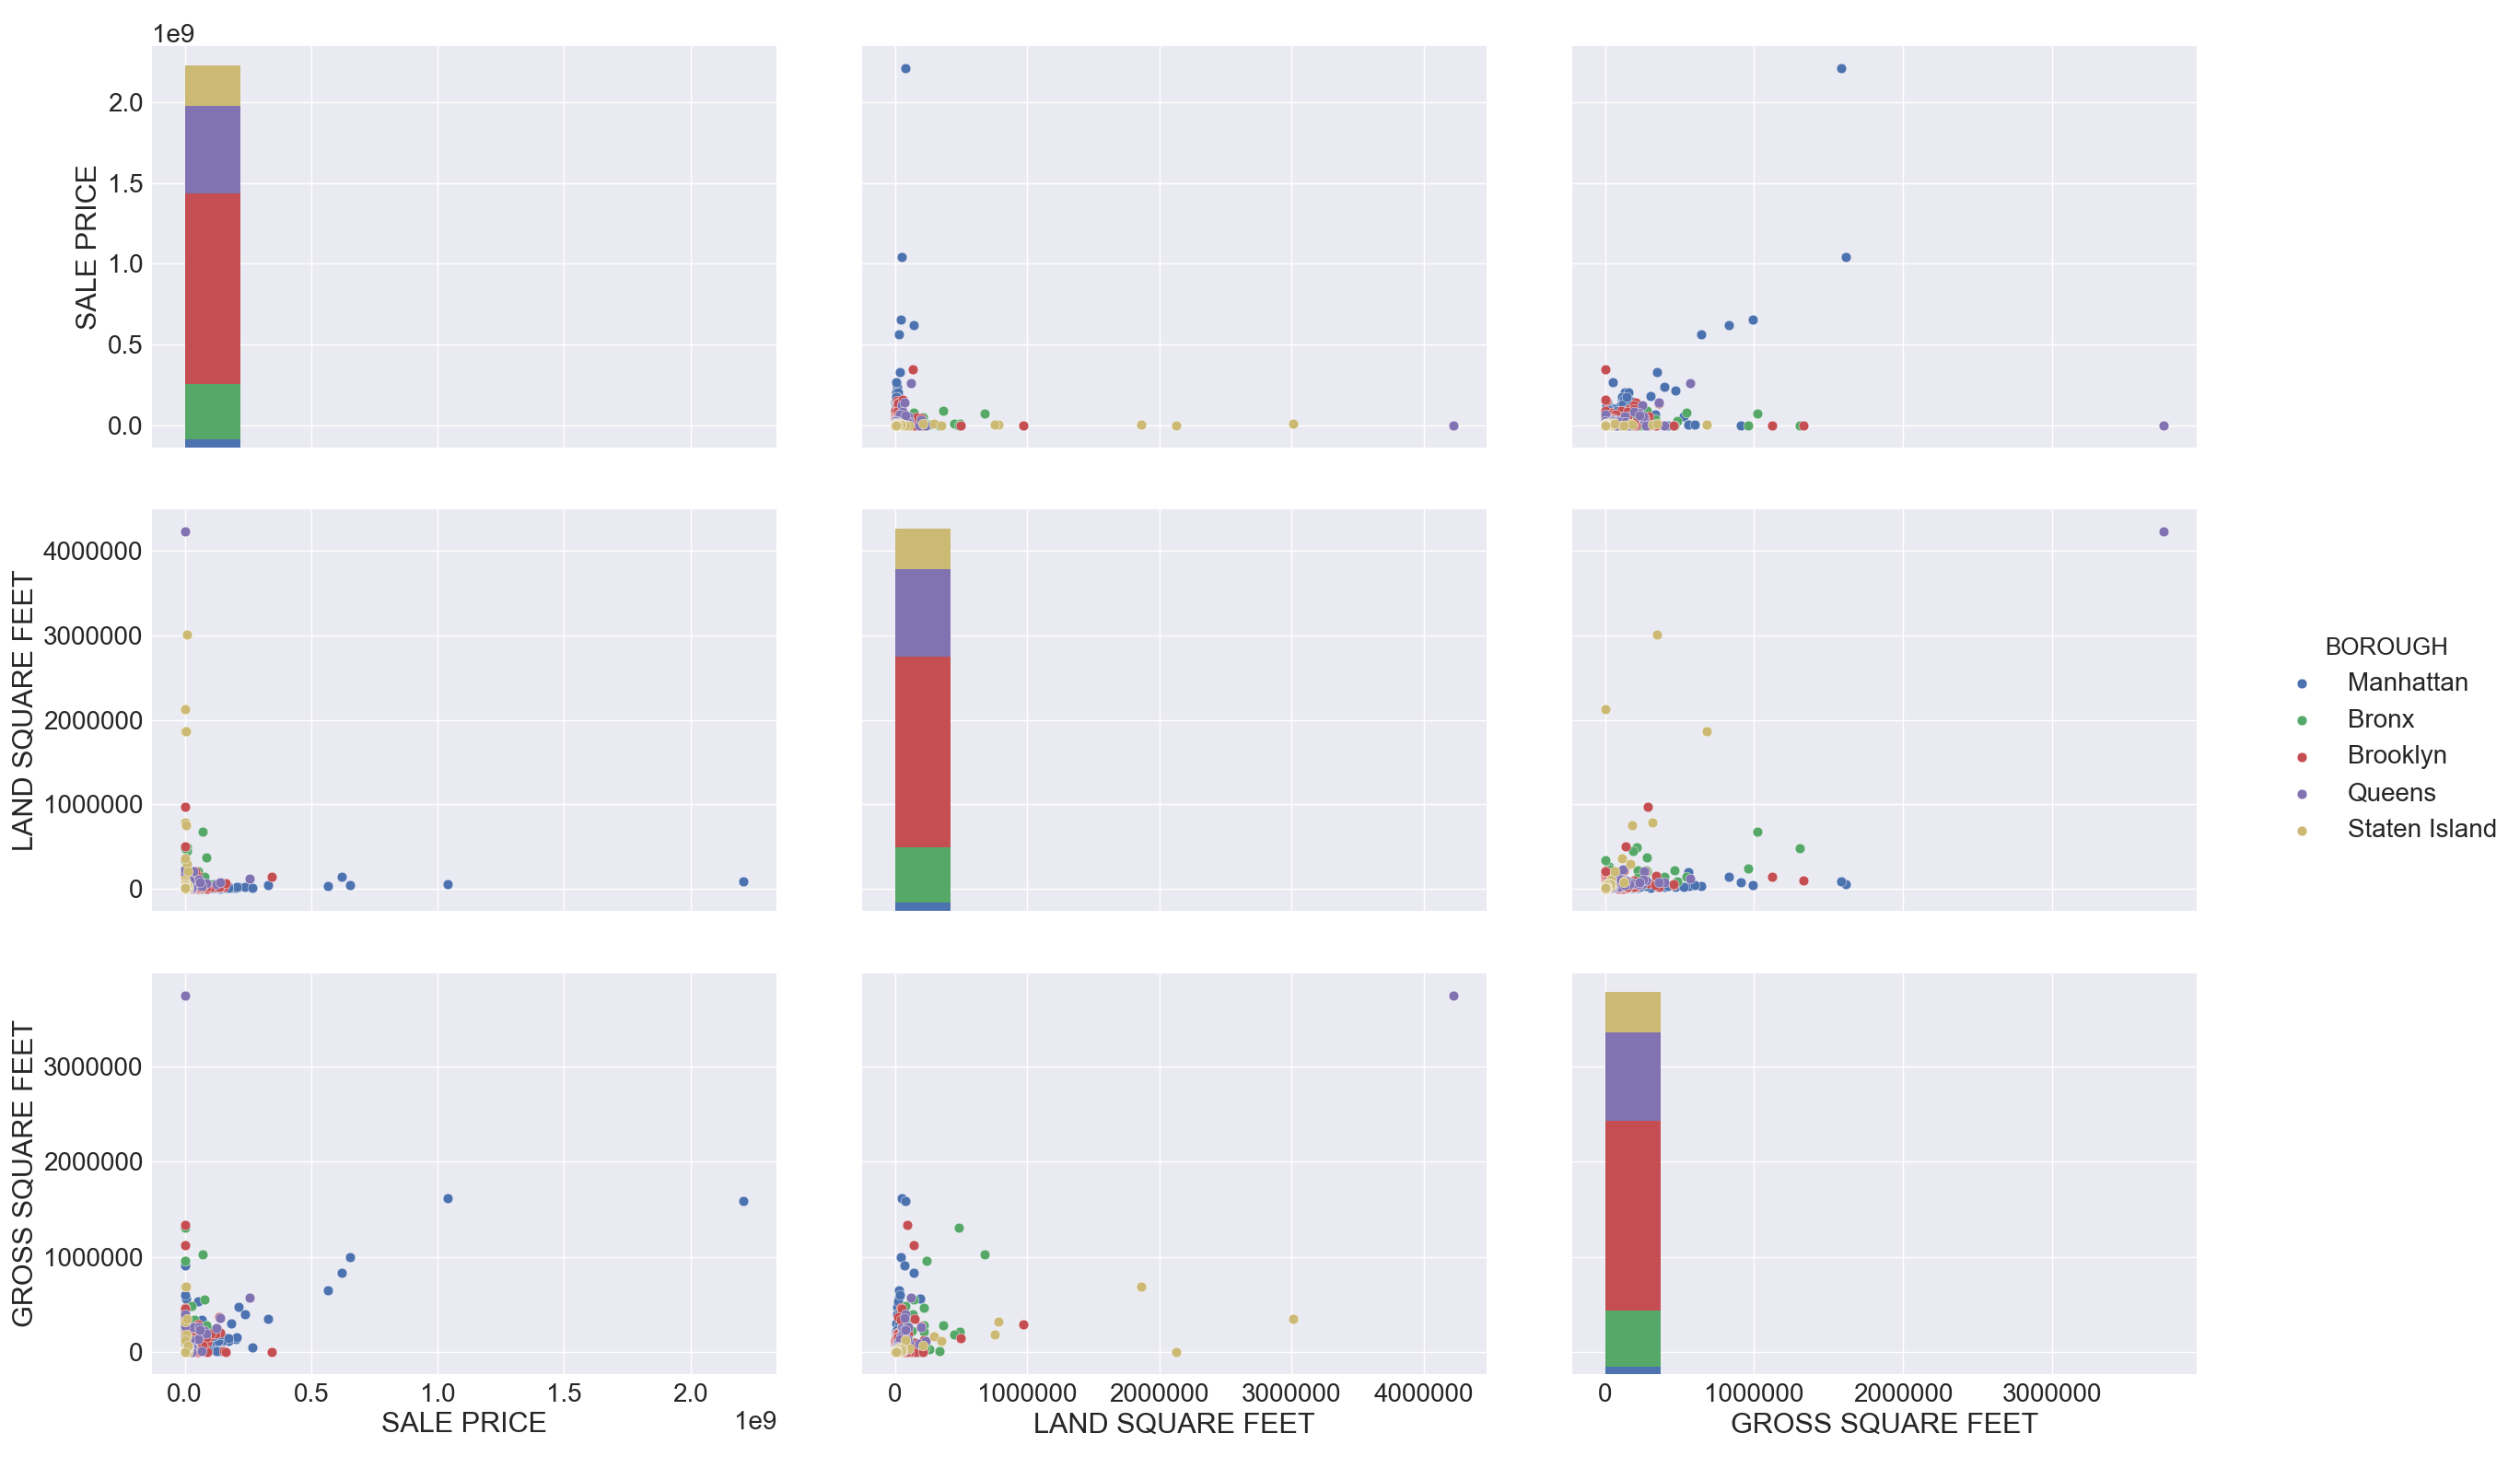 1e9
2.0
1.5
1.0
0.5
0.0
SALE PRICE
4000000
3000000
2000000
1000000
0
LAND SQUARE FEET
BOROUGH
Manhattan
Bronx
Brooklyn
Queens
Staten Island
3000000
2000000
1000000
0
GROSS SQUARE FEET
0.0 0.5 1.0 1.5 2.0
1e9
SALE PRICE
0 1000000 2000000 3000000 4000000
LAND SQUARE FEET
0 1000000 2000000 3000000
GROSS SQUARE FEET